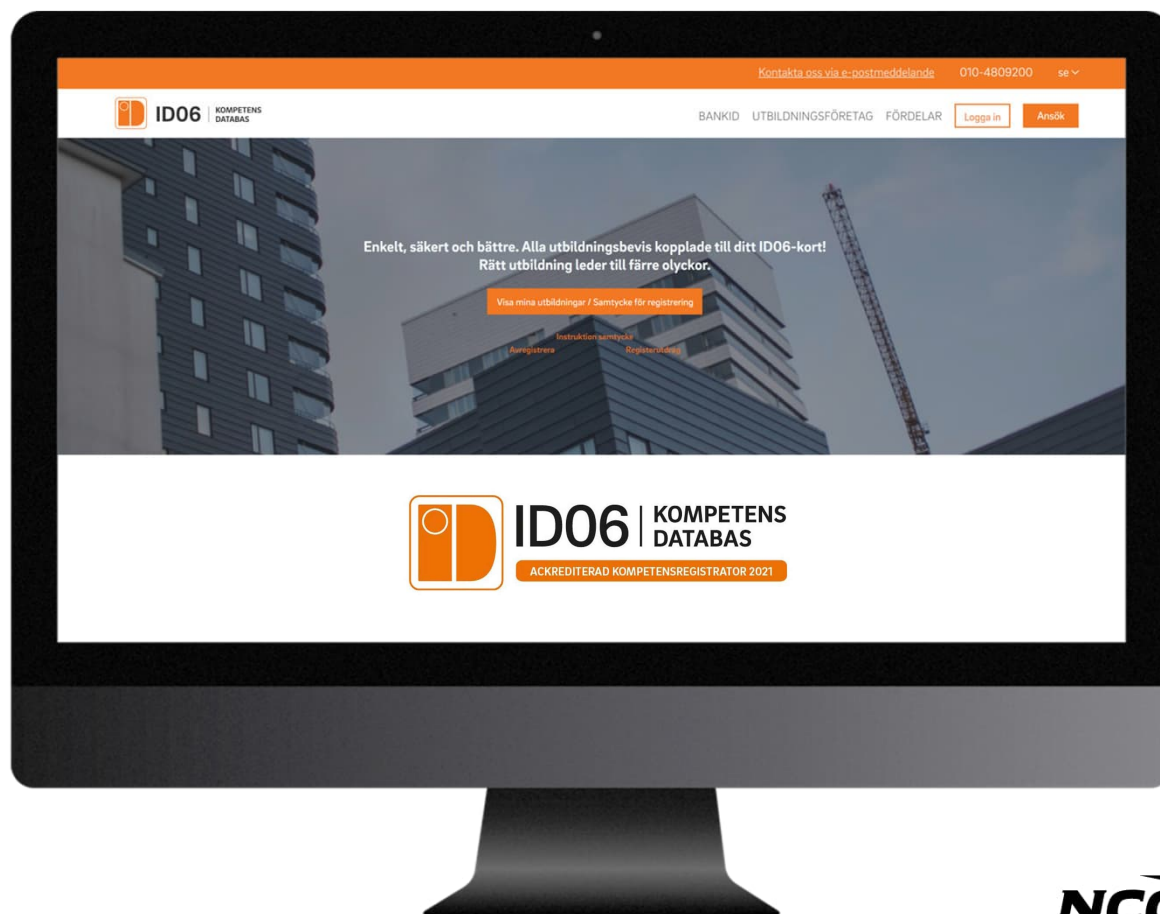 Kontakta oss via e-postmeddelande 010-4809200 se
ID06 KOMPETENS DATABAS
BANKID UTBILDNINGSFÖRETAG FÖRDELAR Logga in Ansök
Enkelt, säkert och bättre. Alla utbildningsbevis kopplade till ditt ID06-kort!
Rätt utbildning leder till färre olyckor.
Visa mina utbildningar / Samtycke för registrering
Instruktion samtycke
Avregistrera Registerutdrag
ID06 KOMPETENS
DATABAS
ACKREDITERAD KOMPETENSREGISTRATOR 2021